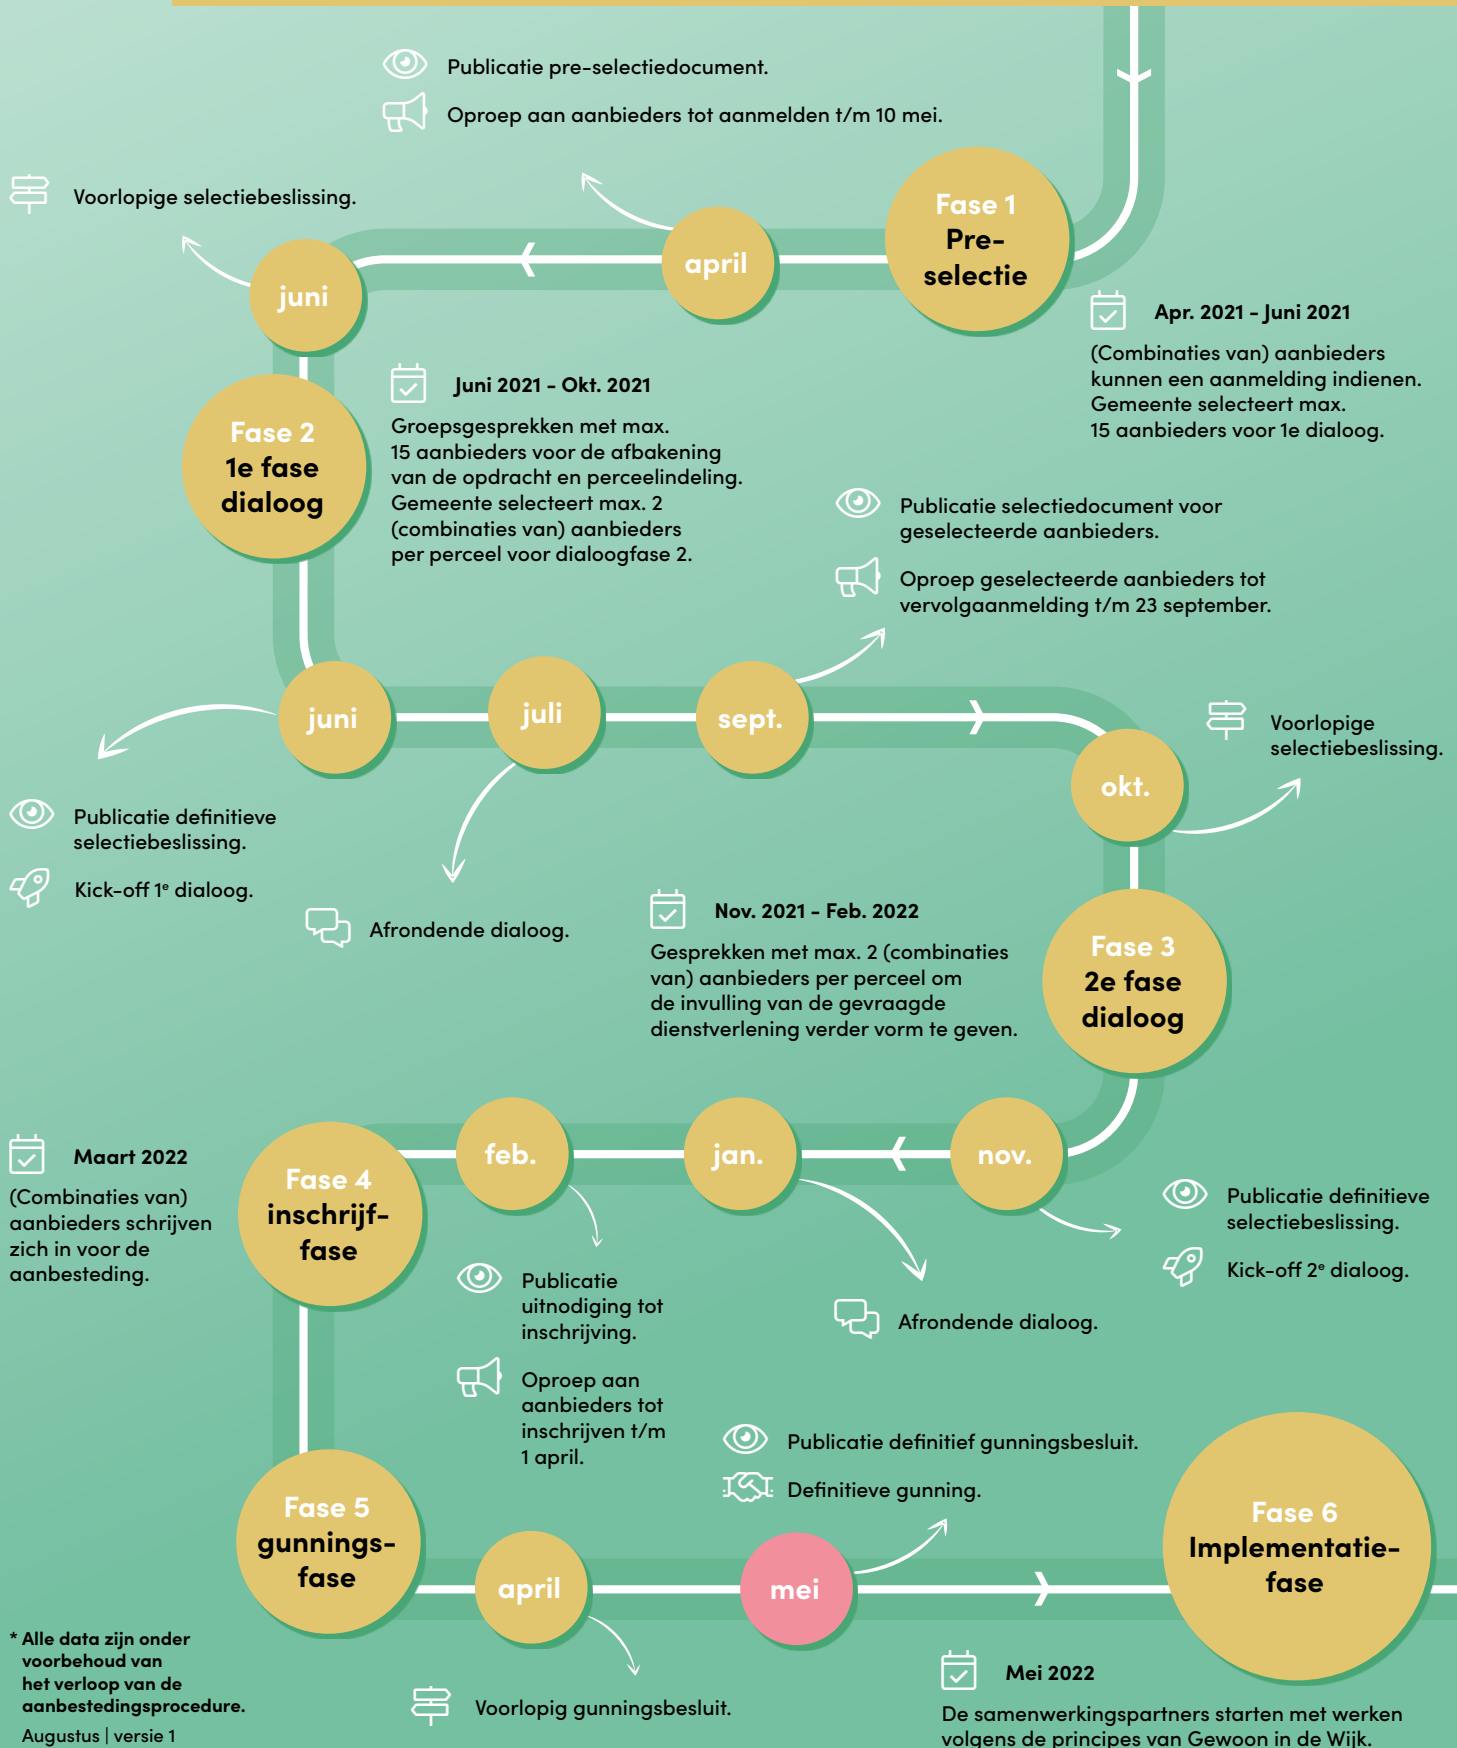 Publicatie pre-selectiedocument.
Oproep aan aanbieders tot aanmelden t/m 10 mei.
Fase 1
Pre-
selectie
Apr. 2021 - Juni 2021
(Combinaties van) aanbieders
kunnen een aanmelding indienen.
Gemeente selecteert max.
15 aanbieders voor 1e dialoog.
april
Voorlopige selectiebeslissing.
juni
Fase 2
1e fase
dialoog
Juni 2021 - Okt. 2021
Groepsgesprekken met max.
15 aanbieders voor de afbakening
van de opdracht en perceelindeling.
Gemeente selecteert max. 2
(combinaties van) aanbieders
per perceel voor dialoogfase 2.
Publicatie selectiedocument voor
geselecteerde aanbieders.
Oproep geselecteerde aanbieders tot
vervolgaanmelding t/m 23 september.
juni
juli
sept.
okt.
Voorlopige
selectiebeslissing.
Publicatie definitieve
selectiebeslissing.
Kick-off 1e dialoog.
Afrondende dialoog.
Nov. 2021 - Feb. 2022
Gesprekken met max. 2 (combinaties
van) aanbieders per perceel om
de invulling van de gevraagde
dienstverlening verder vorm te geven.
Fase 3
2e fase
dialoog
nov.
jan.
feb.
Publicatie definitieve
selectiebeslissing.
Kick-off 2e dialoog.
Afrondende dialoog.
Publicatie
uitnodiging tot
inschrijving.
Oproep aan
aanbieders tot
inschrijven t/m
1 april.
Fase 4
inschrijf-
fase
Maart 2022
(Combinaties van)
aanbieders schrijven
zich in voor de
aanbesteding.
Fase 5
gunnings-
fase
april
Voorlopig gunningsbesluit.
mei
Publicatie definitief gunningsbesluit.
Definitieve gunning.
Fase 6
Implementatie-
fase
Mei 2022
De samenwerkingspartners starten met werken
volgens de principes van Gewoon in de Wijk.
* Alle data zijn onder
voorbehoud van
het verloop van de
aanbestedingsprocedure.
Augustus | versie 1